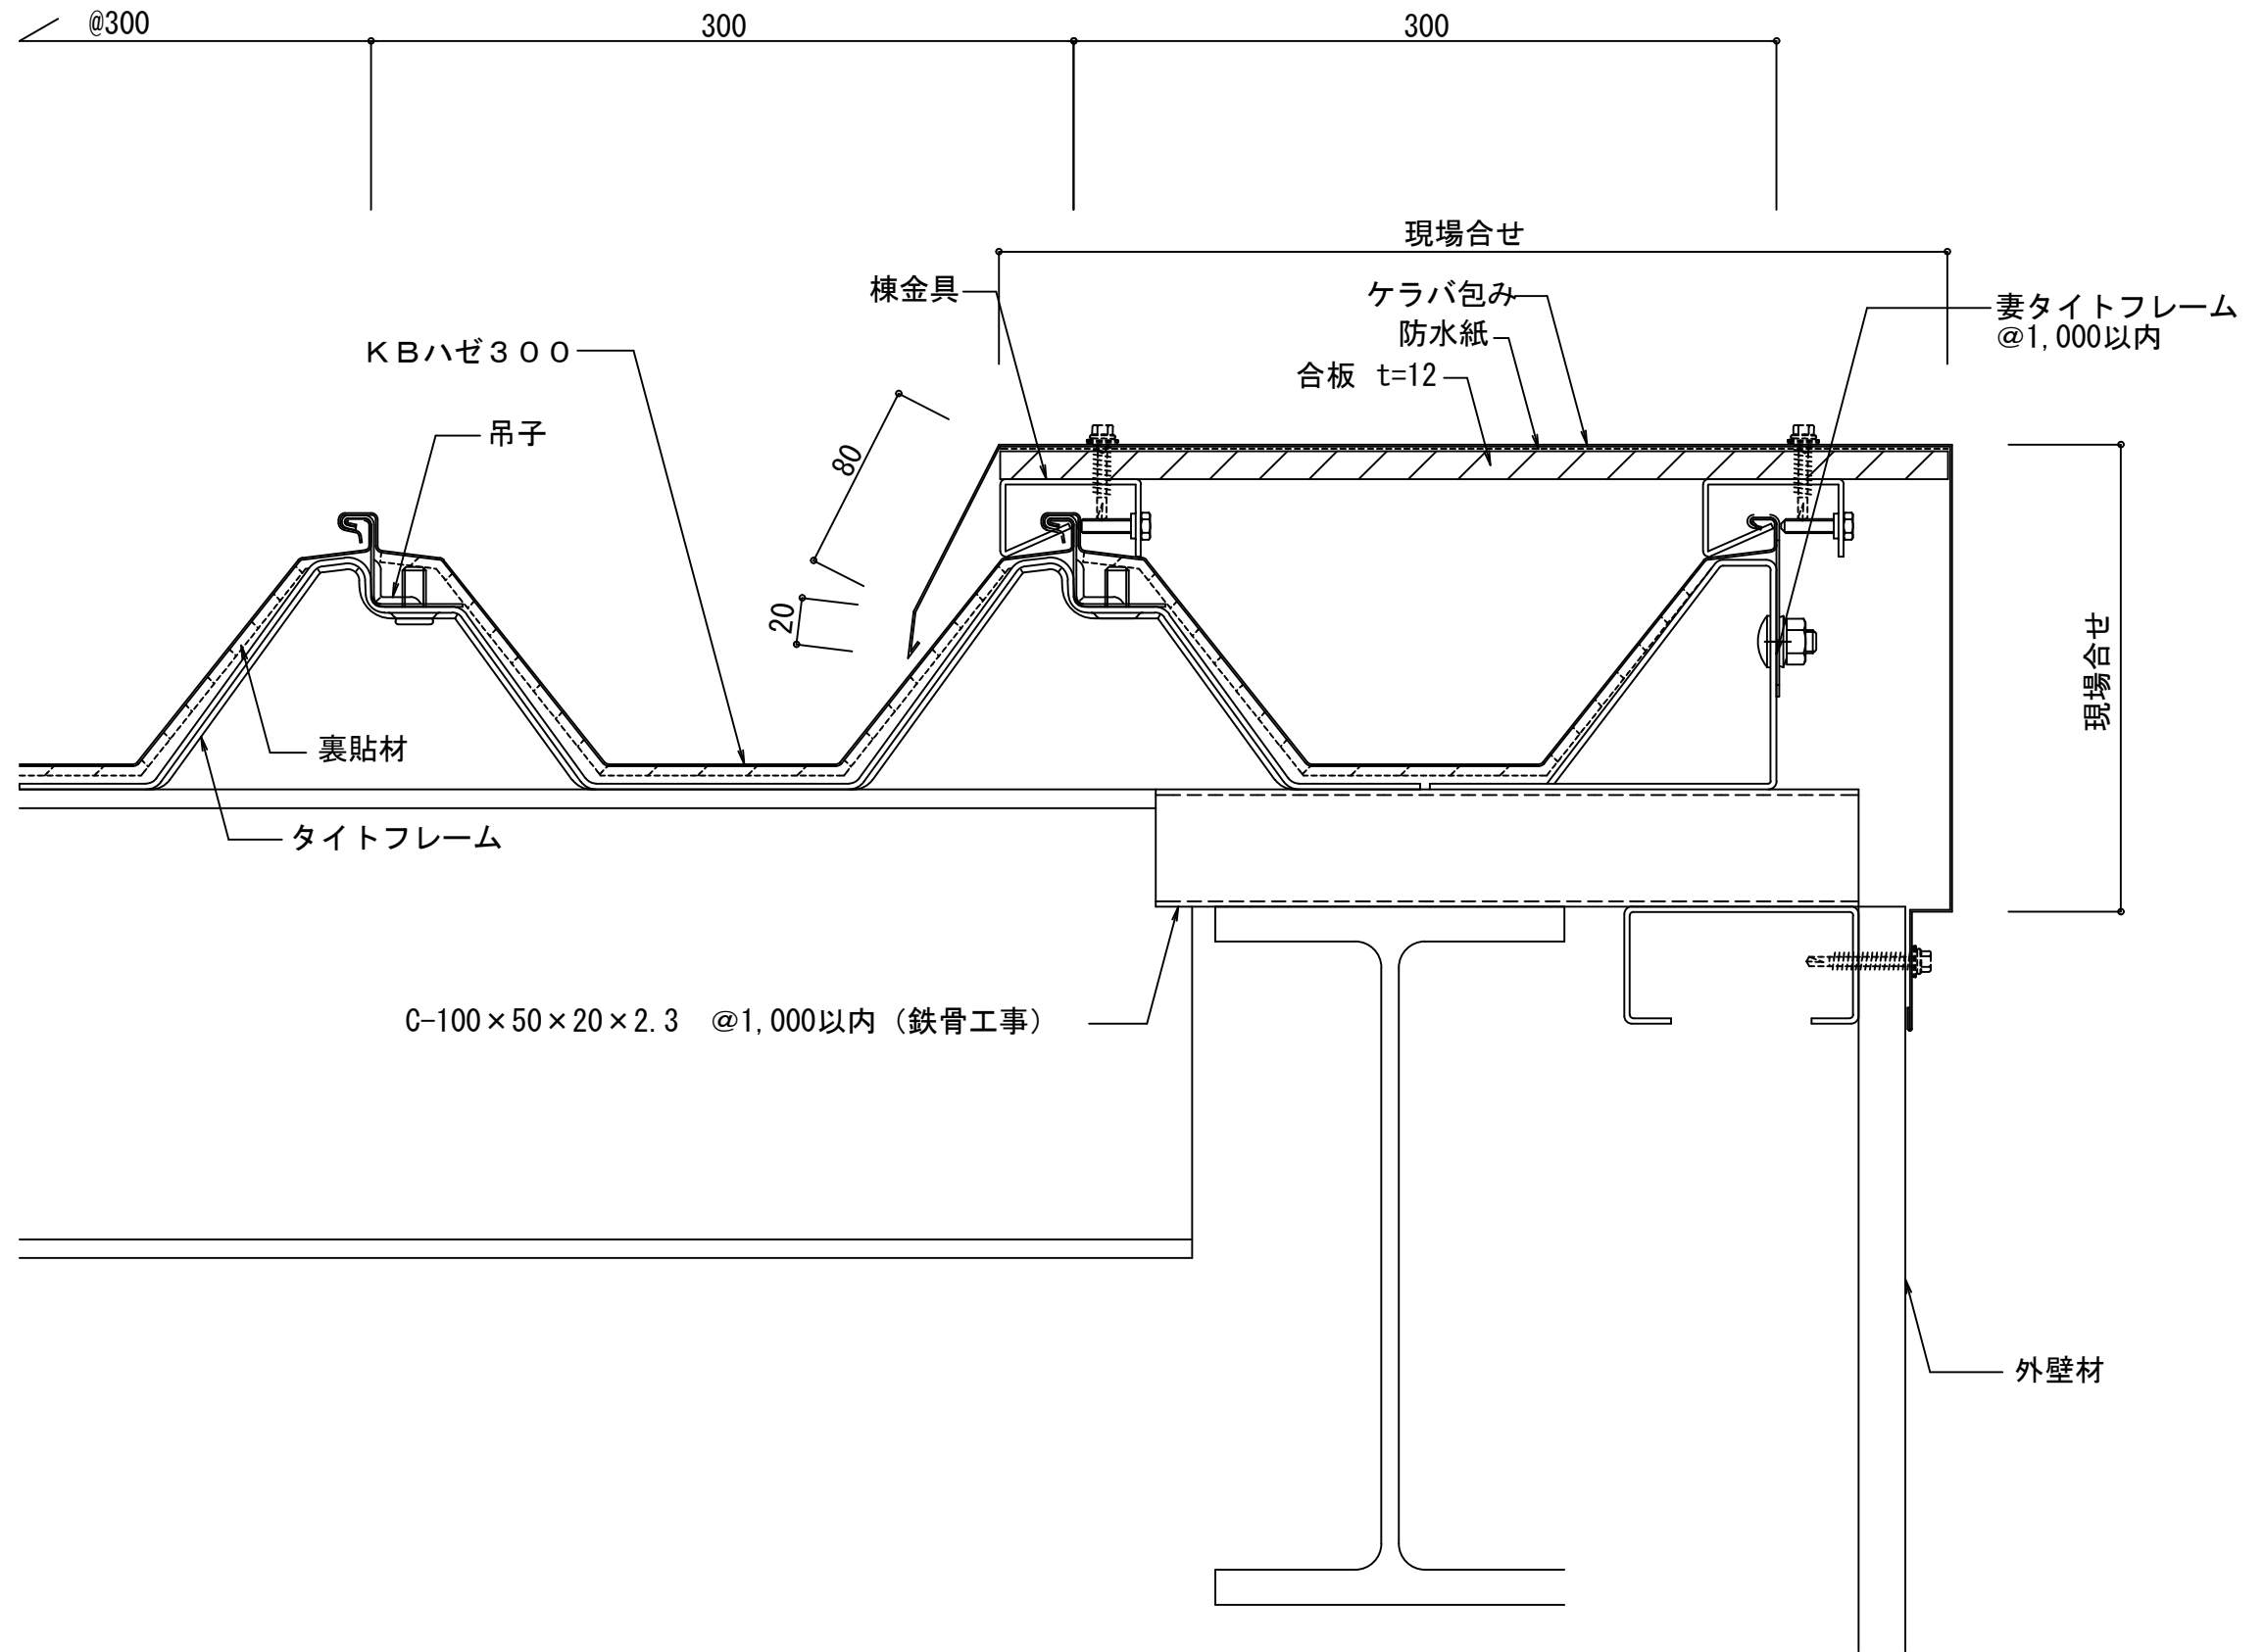 @300
300
300
現場合せ
棟金具
ケラバ包み
妻タイトフレーム
@1,000以内
防水紙
KBハゼ300
合板 t=12
吊子
80
20
現場合せ
裏貼材
タイトフレーム
C-100×50×20×2.3 @1,000以内（鉄骨工事）
外壁材